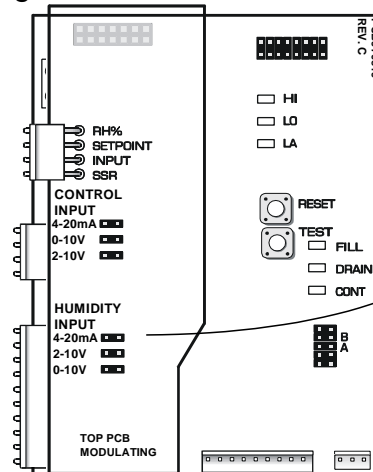 REV. C
HI
LO
LA
RH%
SETPOINT
INPUT
SSR
CONTROL
INPUT
4-20mA
0-10V
2-10V
RESET
TEST
FILL
DRAIN
CONT
HUMIDITY
INPUT
4-20mA
2-10V
0-10V
B
A
TOP PCB
MODULATING